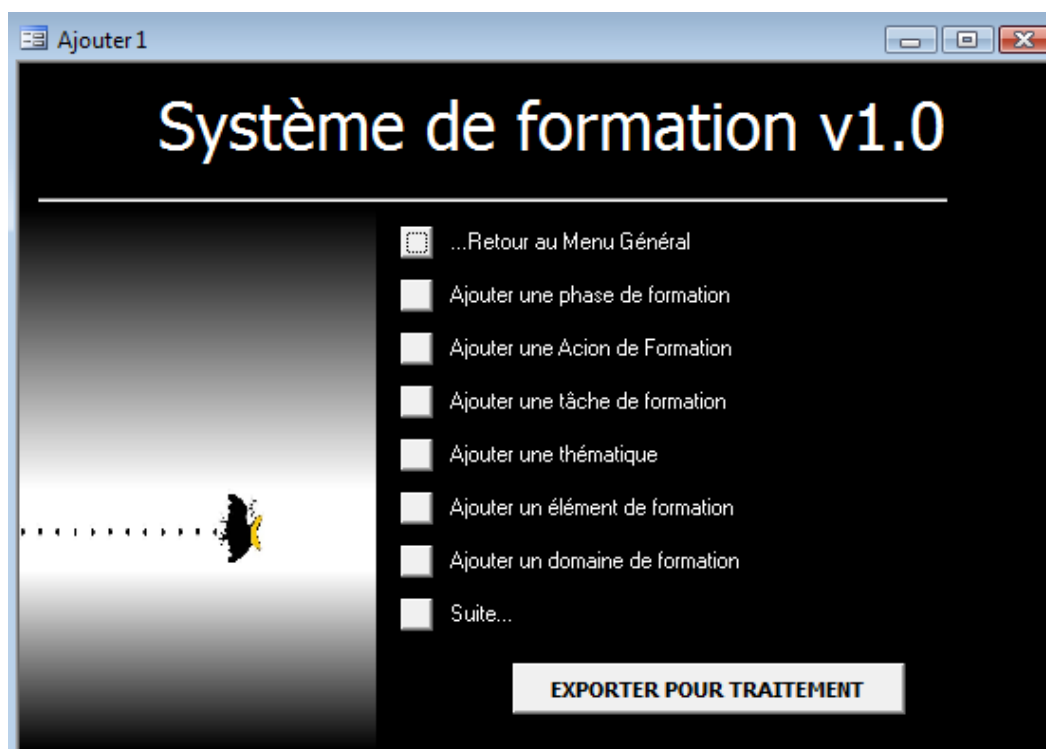 Ajouter 1
Système de formation v1.0
...Retour au Menu Général
Ajouter une phase de formation
Ajouter une Acion de Formation
Ajouter une tâche de formation
Ajouter une thématique
Ajouter un élément de formation
Ajouter un domaine de formation
Suite...
EXPORTER POUR TRAITEMENT